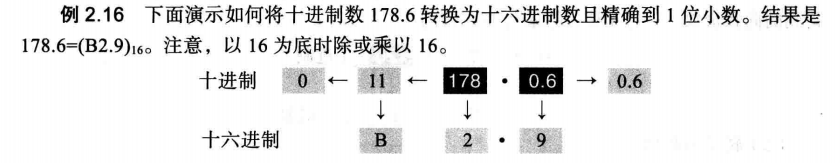 例 2.16 下面演示如何将十进制数 178.6 转换为十六进制数且精确到 1 位小数。结果是
178.6=(B2.9)₁₆。注意，以 16 为底时除或乘以 16。
十进制 0 ← 11 ← 178 · 0.6 → 0.6
↓ ↓ ↓
十六进制 B 2 · 9